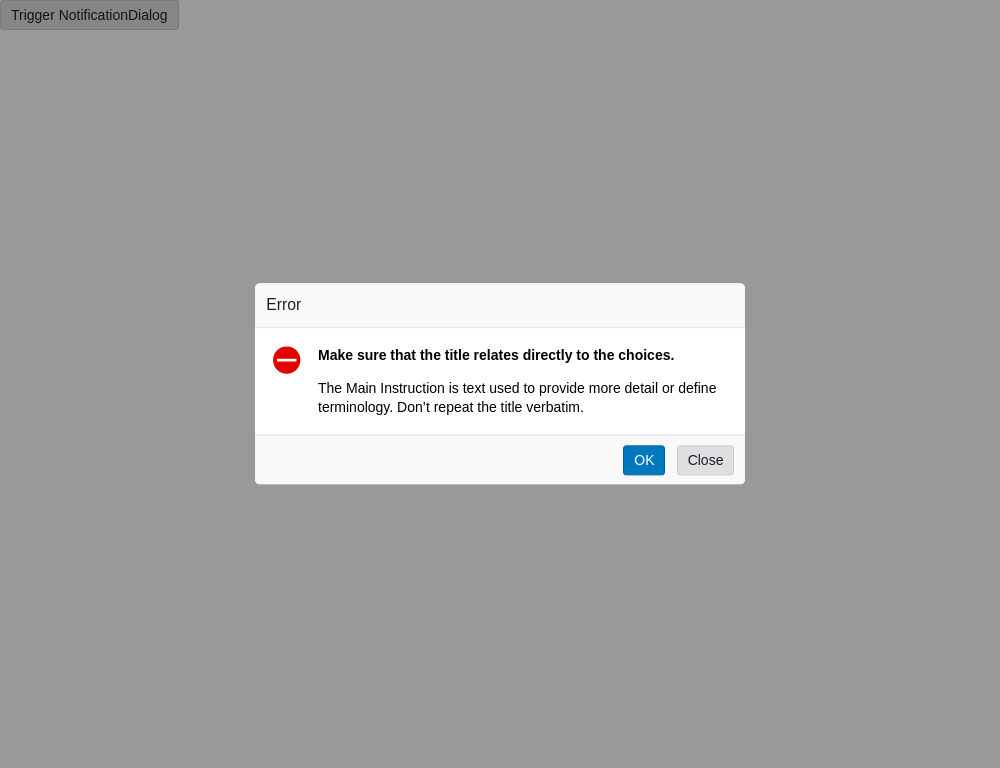 Trigger NotificationDialog
Error
Make sure that the title relates directly to the choices.
The Main Instruction is text used to provide more detail or define
terminology. Don’t repeat the title verbatim.
OK
Close